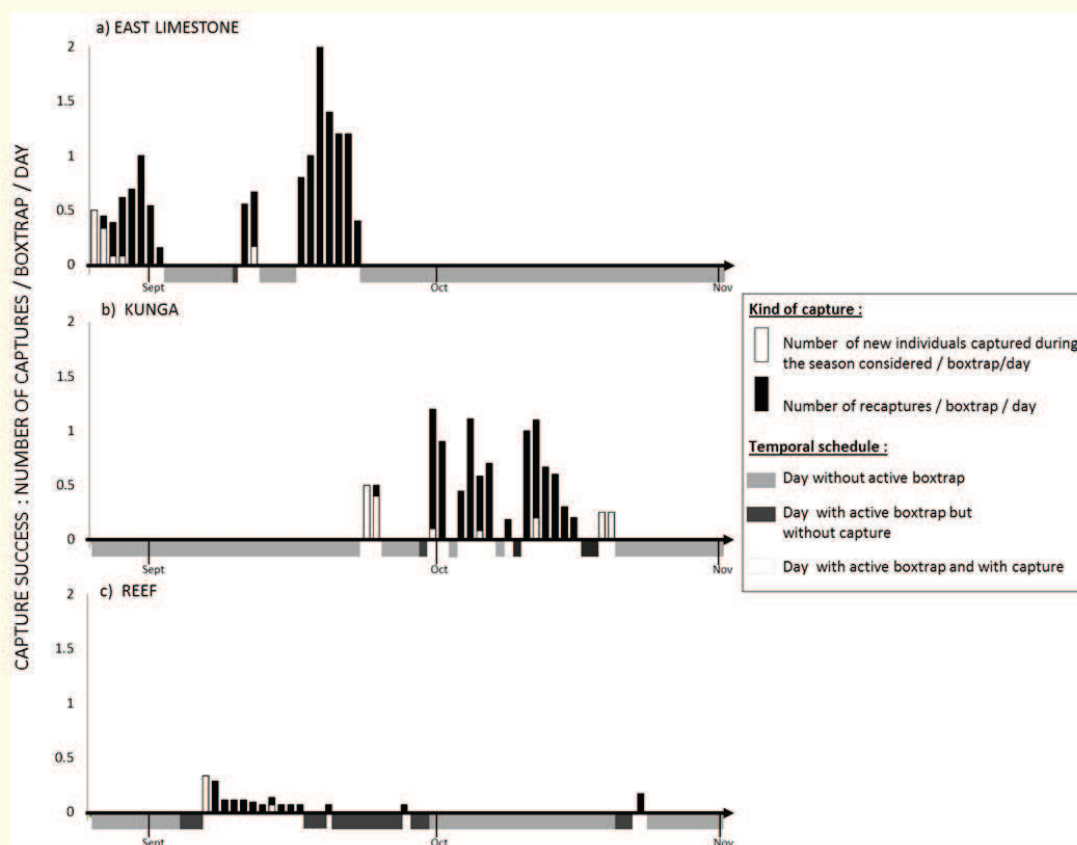 a) EAST LIMESTONE
CAPTURE SUCCESS : NUMBER OF CAPTURES / BOXTRAP / DAY
2
1.5
1
0.5
0
Sept
Oct
Nov
b) KUNGA
2
1.5
1
0.5
0
Sept
Oct
Nov
c) REEF
2
1.5
1
0.5
0
Sept
Oct
Nov
Kind of capture :
Number of new individuals captured during
the season considered / boxtrap/day
Number of recaptures / boxtrap / day
Temporal schedule :
Day without active boxtrap
Day with active boxtrap but
without capture
Day with active boxtrap and with capture